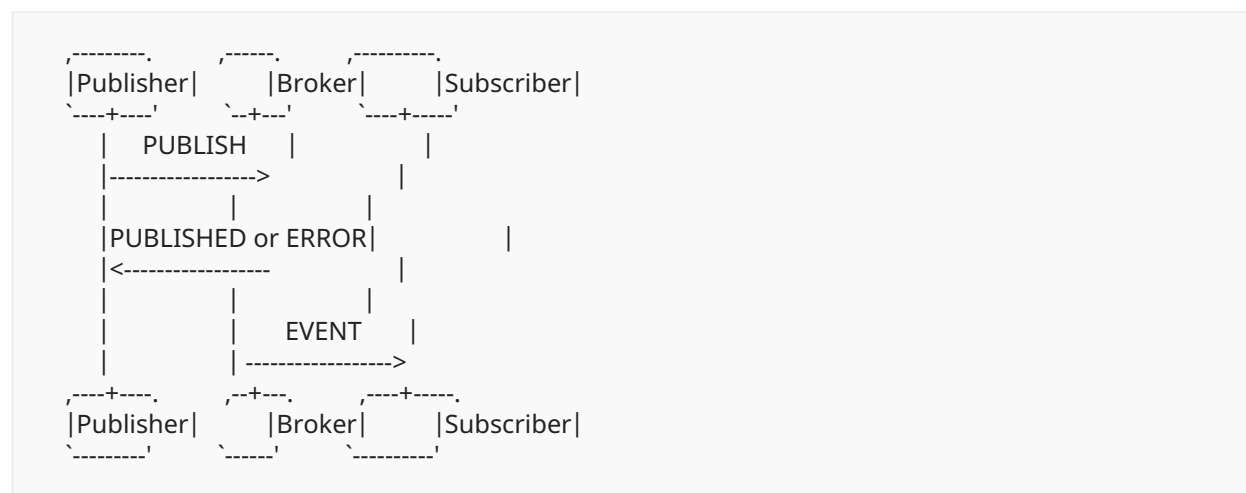 ,---------.          ,------.          ,----------.
|Publisher|          |Broker|          |Subscriber|
`----+----'          `--+---'          `----+-----'
     |     PUBLISH      |                   |
     |------------------>                   |
     |                  |                   |
     |PUBLISHED or ERROR|                   |
     |<------------------                   |
     |                  |                   |
     |                  |       EVENT       |
     |                  | ------------------>
,----+----.          ,--+---.          ,----+-----.
|Publisher|          |Broker|          |Subscriber|
`---------'          `------'          `----------'